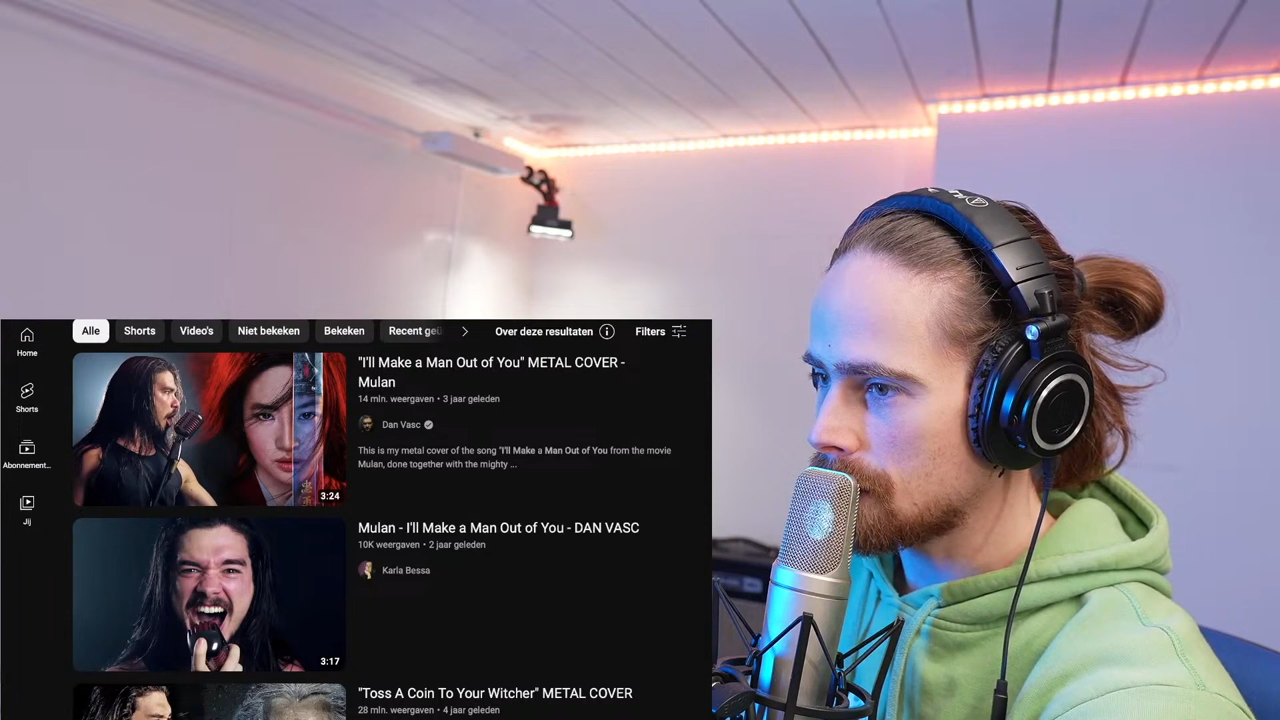 Alle
Shorts
Video's
Niet bekeken
Bekeken
Recent geü
Over deze resultaten
Filters
Home
Shorts
Abonnement...
Jij
"I'll Make a Man Out of You" METAL COVER -
Mulan
14 mln. weergaven • 3 jaar geleden
Dan Vasc
This is my metal cover of the song "I'll Make a Man Out of You from the movie
Mulan, done together with the mighty ...
3:24
Mulan - I'll Make a Man Out of You - DAN VASC
10K weergaven • 2 jaar geleden
Karla Bessa
3:17
"Toss A Coin To Your Witcher" METAL COVER
28 mln. weergaven • 4 jaar geleden